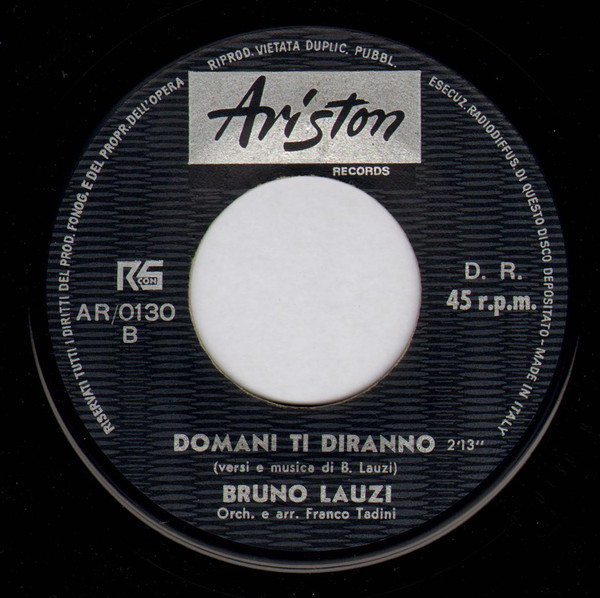 RISERVATI TUTTI I DIRITTI DEL PROD. FONOG. E DEL PROPR. DELL'OPERA
RIPROD. VIETATA DUPLIC. PUBBL.
ESECUZ. RADIODIFFUS. DI QUESTO DISCO DEPOSITATO - MADE IN ITALY
Ariston
RECORDS
COM
AR/0130
B
D. R.
45 r.p.m.
DOMANI TI DIRANNO 2'13"
(versi e musica di B. Lauzi)
BRUNO LAUZI
Orch. e arr. Franco Tadini